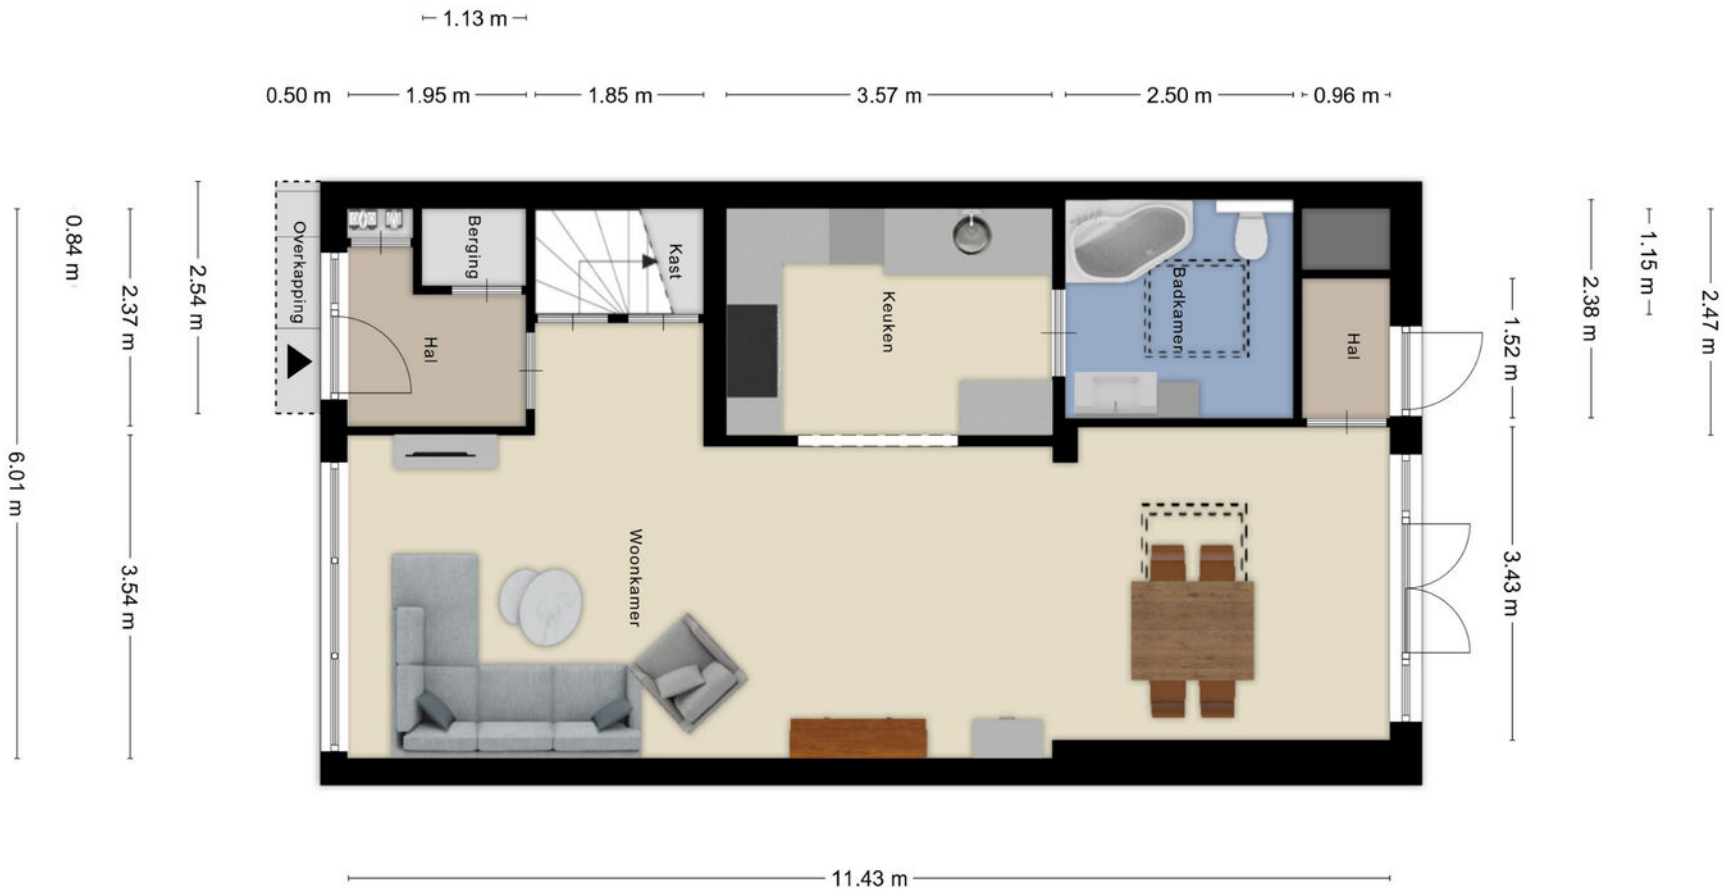 1.13 m
0.50 m
1.95 m
1.85 m
3.57 m
2.50 m
0.96 m
6.01 m
0.84 m
2.37 m
3.54 m
2.54 m
Overkapping
Berging
Hal
Kast
Keuken
Badkamer
Hal
Woonkamer
1.52 m
3.43 m
2.38 m
1.15 m
2.47 m
11.43 m